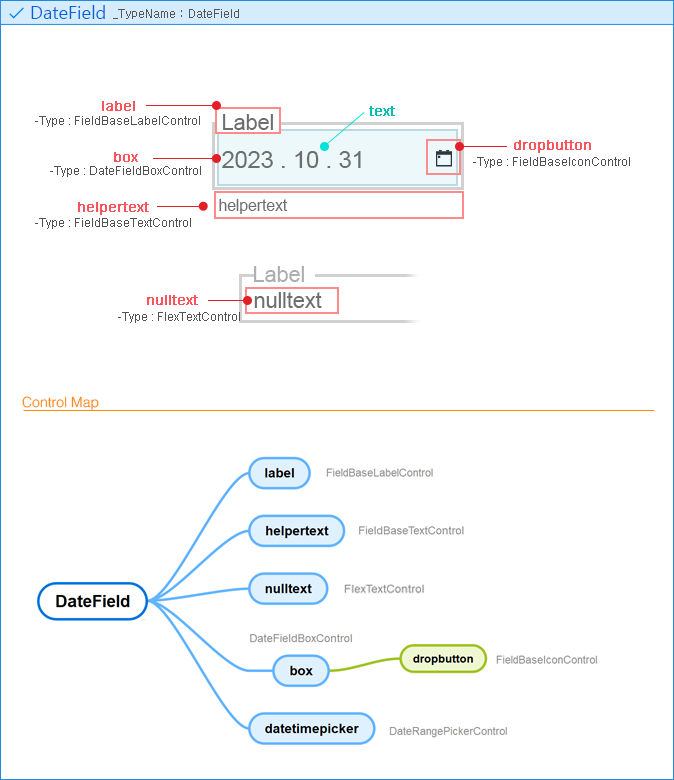 DateField _TypeName : DateField
label
-Type : FieldBaseLabelControl
text
Label
dropbutton
-Type : FieldBaseIconControl
box
-Type : DateFieldBoxControl
2023 . 10 . 31
helpertext
-Type : FieldBaseTextControl
helpertext
Label
nulltext
-Type : FlexTextControl
nulltext
Control Map
label FieldBaseLabelControl
helpertext FieldBaseTextControl
nulltext FlexTextControl
DateField
DateFieldBoxControl
box
dropbutton FieldBaseIconControl
datetimepicker DateRangePickerControl